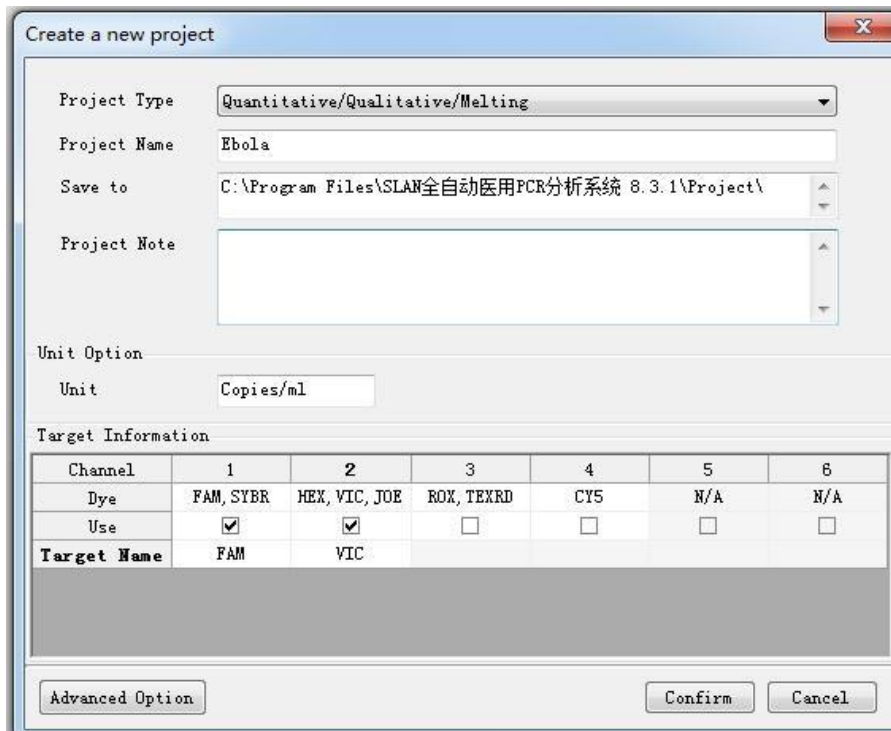 Create a new project
Project Type Quantitative/Qualitative/Melting
Project Name Ebola
Save to C:\Program Files\SLAN全自动医用PCR分析系统 8.3.1\Project\
Project Note
Unit Option
Unit Copies/ml
Target Information
Channel 1 2 3 4 5 6
Dye FAM, SYBR HEX, VIC, JOE ROX, TEXRD CY5 N/A N/A
Use
Target Name FAM VIC
Advanced Option Confirm Cancel